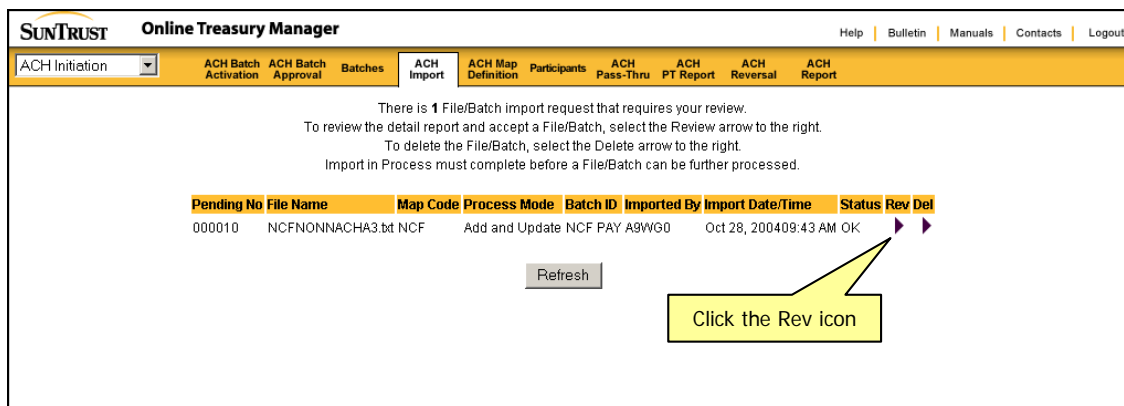 SUNTRUST Online Treasury Manager
Help Bulletin Manuals Contacts Logout
ACH Initiation
ACH Batch Activation
ACH Batch Approval
Batches
ACH Import
ACH Map Definition
Participants
ACH Pass-Thru
ACH PT Report
ACH Reversal
ACH Report
There is 1 File/Batch import request that requires your review.
To review the detail report and accept a File/Batch, select the Review arrow to the right.
To delete the File/Batch, select the Delete arrow to the right.
Import in Process must complete before a File/Batch can be further processed.
Pending No File Name Map Code Process Mode Batch ID Imported By Import Date/Time Status Rev Del
000010 NCFNONNACHA3.txt NCF Add and Update NCF PAY A9WG0 Oct 28, 200409:43 AM OK
Refresh
Click the Rev icon